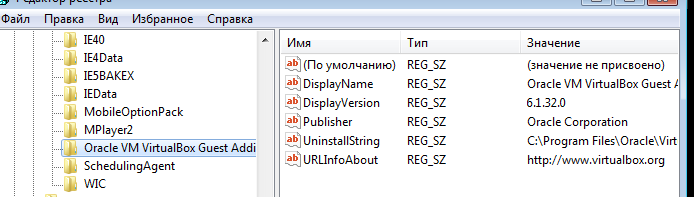 Редактор реестра
Файл Правка Вид Избранное Справка
IE40
IE4Data
IE5BAKEX
IEData
MobileOptionPack
MPlayer2
Oracle VM VirtualBox Guest Addi
SchedulingAgent
WIC
Имя Тип Значение
(По умолчанию) REG_SZ (значение не присвоено)
DisplayName REG_SZ Oracle VM VirtualBox Guest A
DisplayVersion REG_SZ 6.1.32.0
Publisher REG_SZ Oracle Corporation
UninstallString REG_SZ C:\Program Files\Oracle\Virt
URLInfoAbout REG_SZ http://www.virtualbox.org